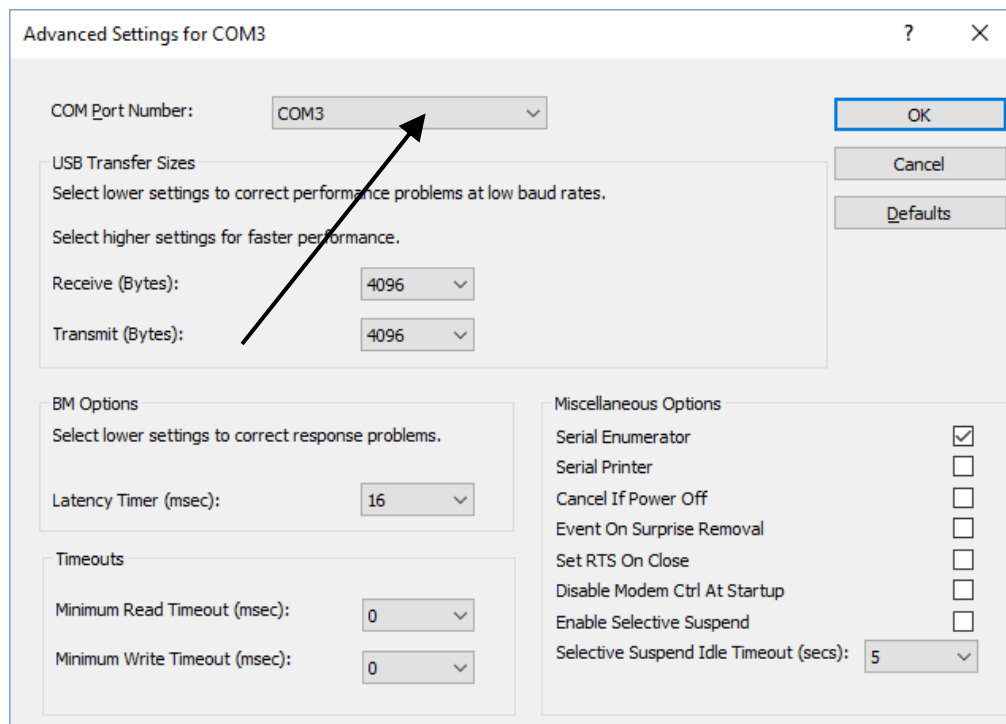 Advanced Settings for COM3
?
COM Port Number:
COM3
OK
USB Transfer Sizes
Cancel
Select lower settings to correct performance problems at low baud rates.
Defaults
Select higher settings for faster performance.
Receive (Bytes):
4096
Transmit (Bytes):
4096
BM Options
Select lower settings to correct response problems.
Latency Timer (msec):
16
Timeouts
Minimum Read Timeout (msec):
0
Minimum Write Timeout (msec):
0
Miscellaneous Options
Serial Enumerator
Serial Printer
Cancel If Power Off
Event On Surprise Removal
Set RTS On Close
Disable Modem Ctrl At Startup
Enable Selective Suspend
Selective Suspend Idle Timeout (secs):
5